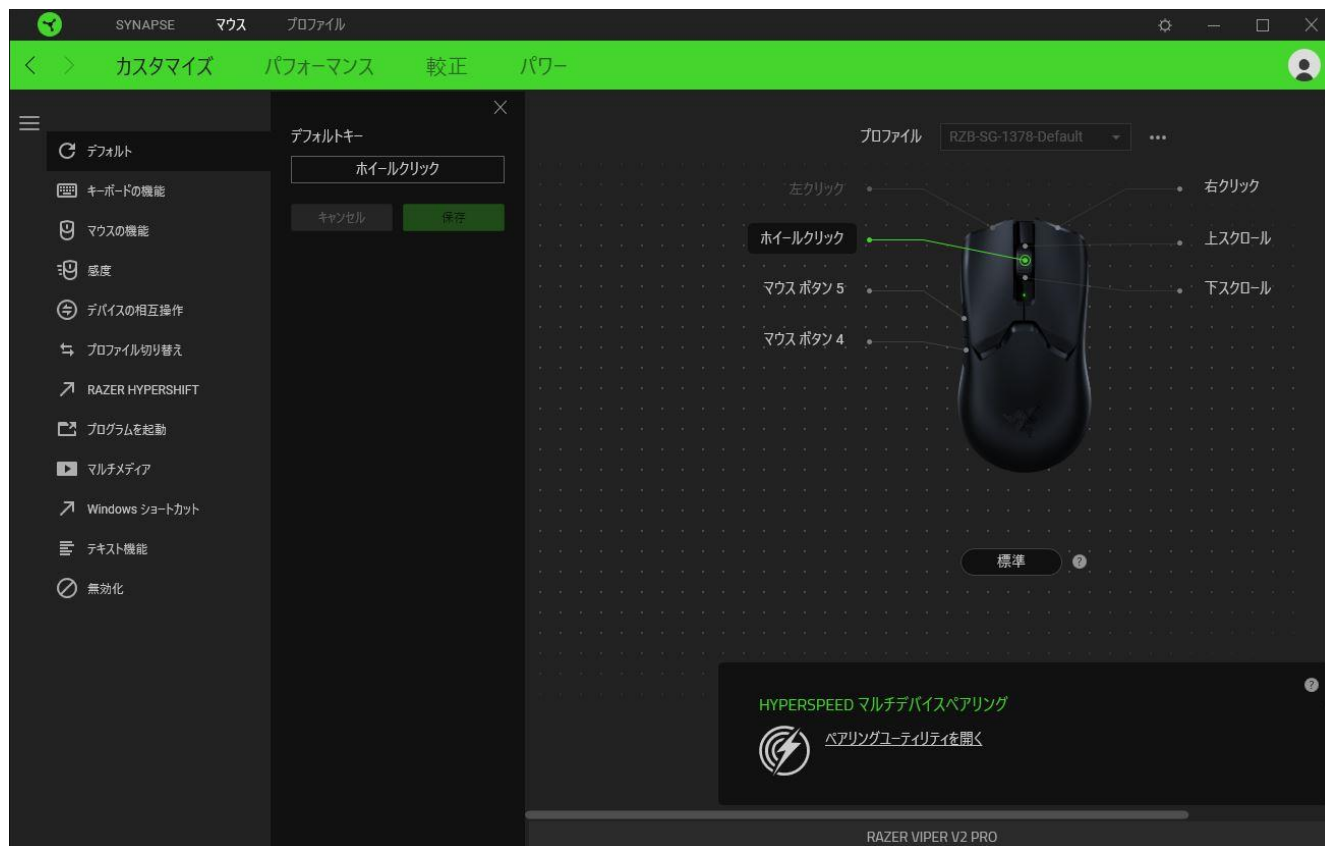 SYNAPSE マウス プロファイル
カスタマイズ パフォーマンス 較正 パワー
デフォルト
キーボードの機能
マウスの機能
感度
デバイスの相互操作
プロファイル切り替え
RAZER HYPERSHIFT
プログラムを起動
マルチメディア
Windows ショートカット
テキスト機能
無効化
デフォルトキー
ホイールクリック
キャンセル 保存
プロファイル RZB-SG-1378-Default
左クリック 右クリック
ホイールクリック 上スクロール
マウス ボタン 5 下スクロール
マウス ボタン 4
標準 ?
HYPERSPEED マルチデバイスペアリング ?
ペアリングユーティリティを開く
RAZER VIPER V2 PRO